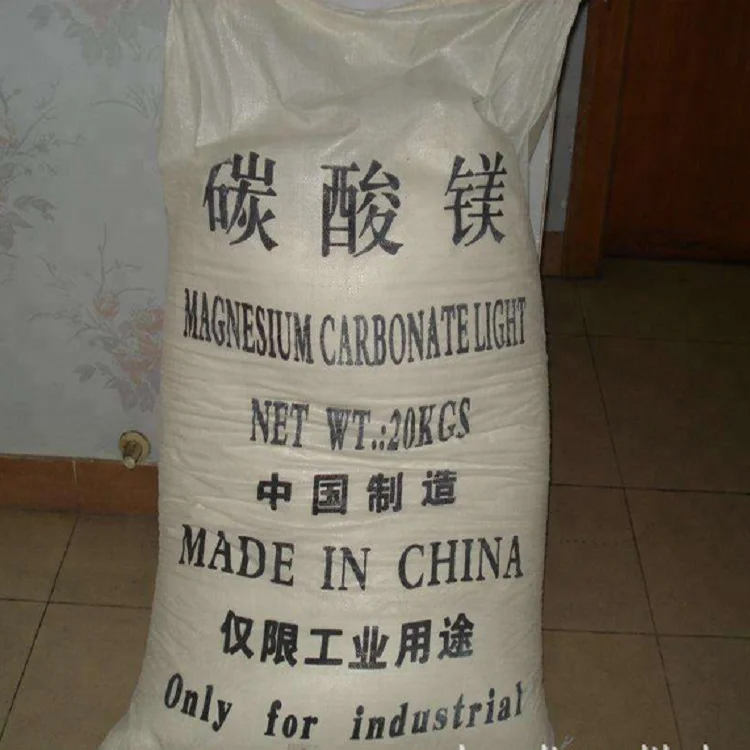 碳酸镁
MAGNESIUM CARBONATE LIGHT
NET WT.:20KGS
中国制造
MADE IN CHINA
仅限工业用途
Only for industrial